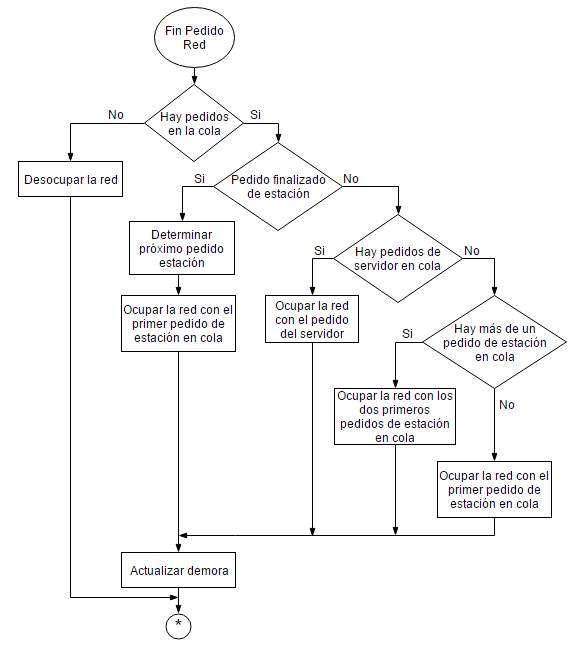 Fin Pedido
Red
Hay pedidos
en la cola
No
Si
Desocupar la red
Pedido finalizado
de estación
Si
No
Determinar
próximo pedido
estación
Hay pedidos de
servidor en cola
Si
No
Ocupar la red con el
primer pedido de
estación en cola
Ocupar la red
con el pedido
del servidor
Hay más de un
pedido de estación
en cola
Si
No
Ocupar la red con los
dos primeros
pedidos de estación
en cola
Ocupar la red con el
primer pedido de
estación en cola
Actualizar demora
*